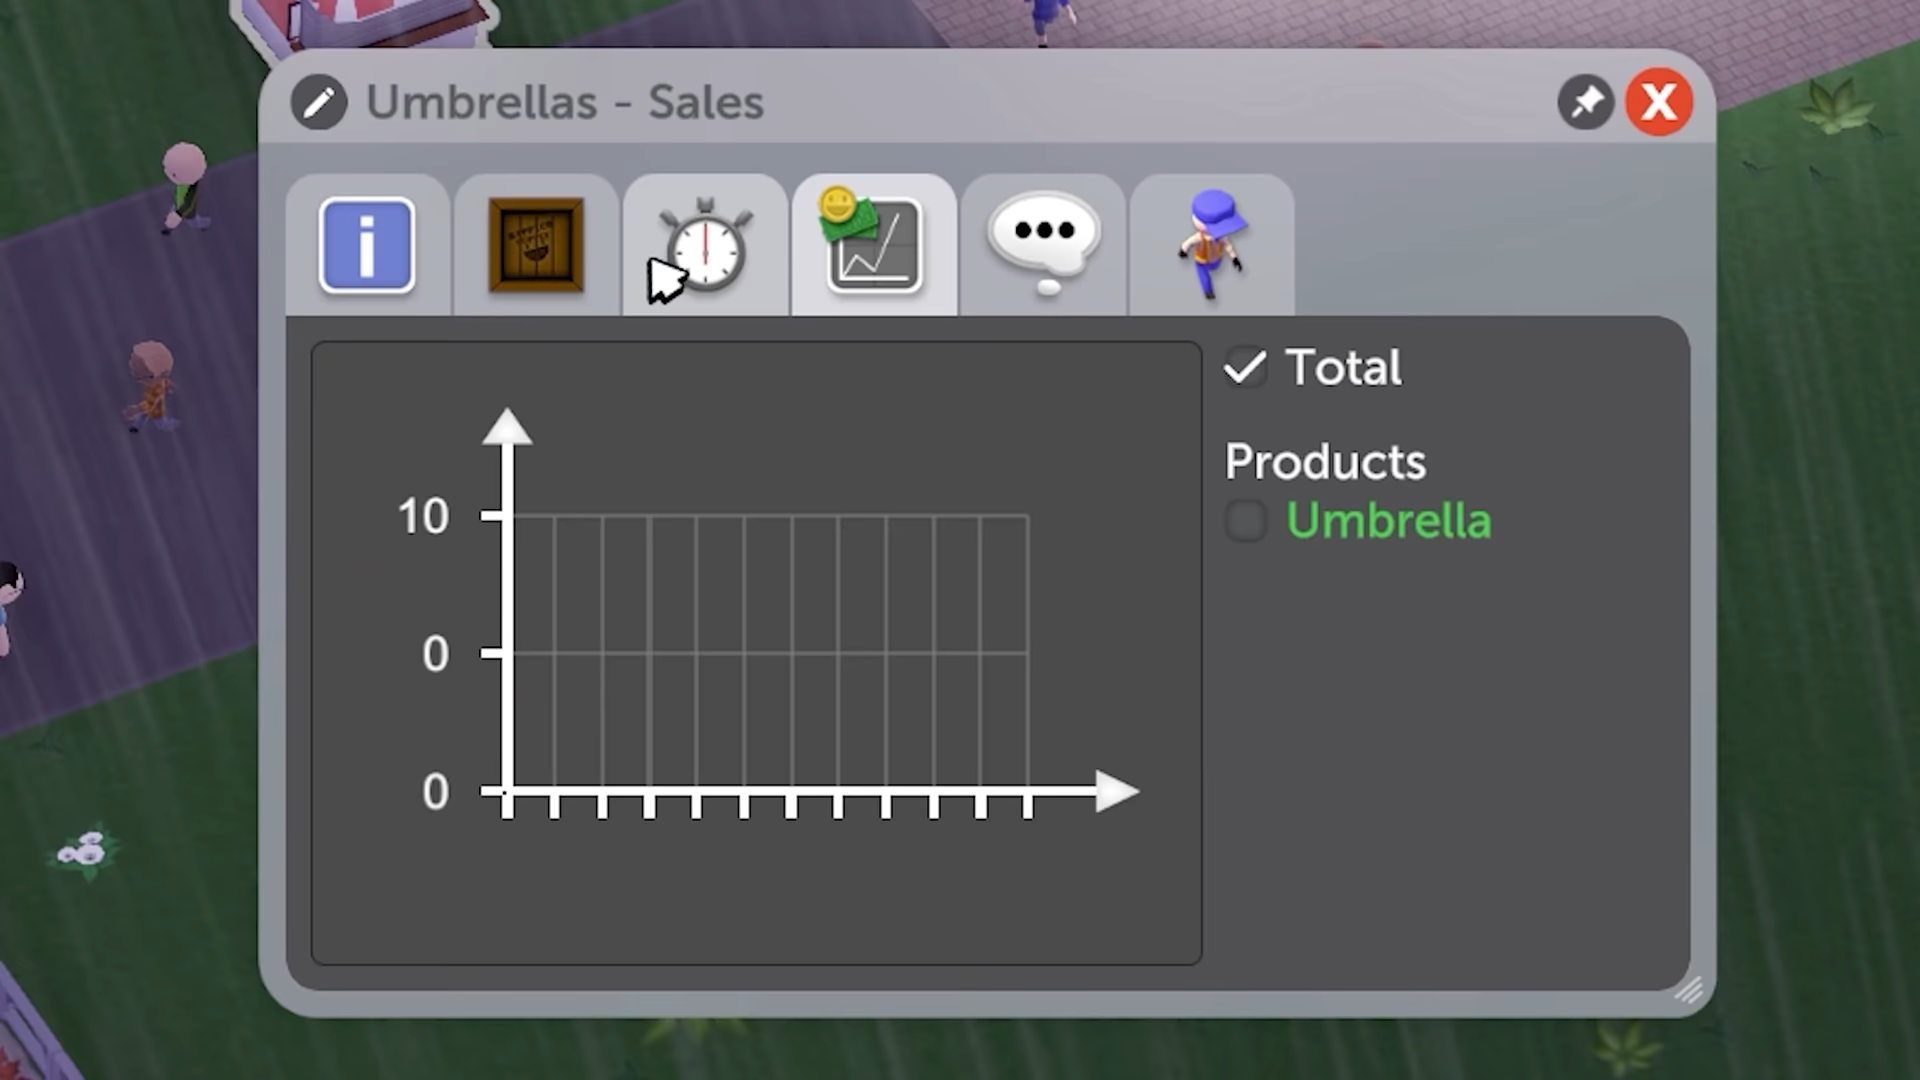 Umbrellas - Sales
X
i
Total
Products
Umbrella
10
0
0